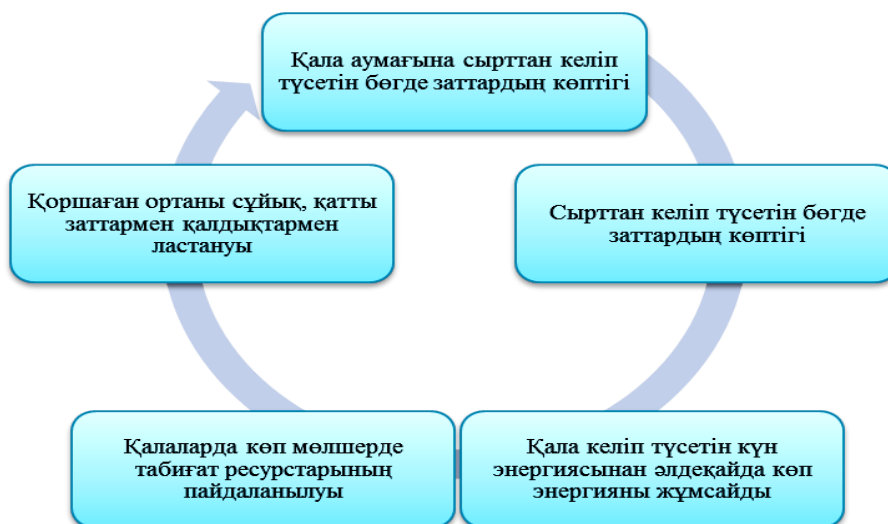 Қала аумағына сырттан келіп
түсетін бөгде заттардың көптігі
Сырттан келіп түсетін бөгде
заттардың көптігі
Қала келіп түсетін күн
энергиясынан әлдеқайда көп
энергияны жұмсайды
Қалаларда көп мөлшерде
табиғат ресурстарының
пайдаланылуы
Қоршаған ортаны сұйық, қатты
заттармен қалдықтармен
ластануы